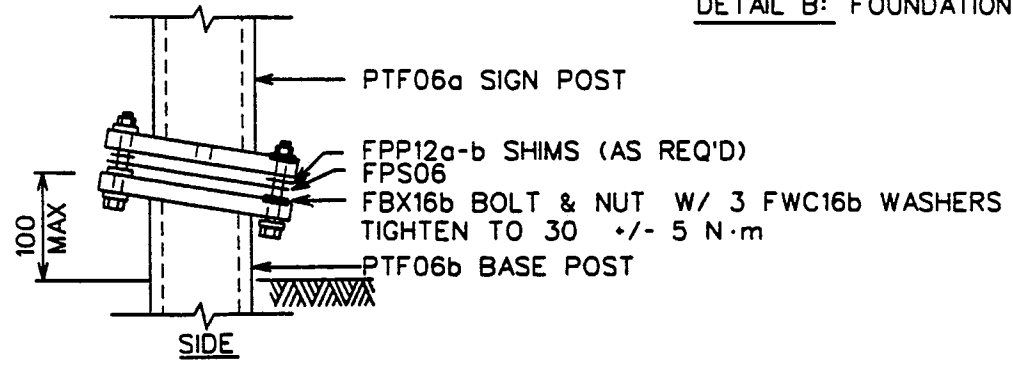 DETAIL B: FOUNDATION
PTF06a SIGN POST
FPP12a-b SHIMS (AS REQ'D)
FPS06
FBX16b BOLT & NUT W/ 3 FWC16b WASHERS
TIGHTEN TO 30 +/- 5 N·m
PTF06b BASE POST
100
MAX
SIDE